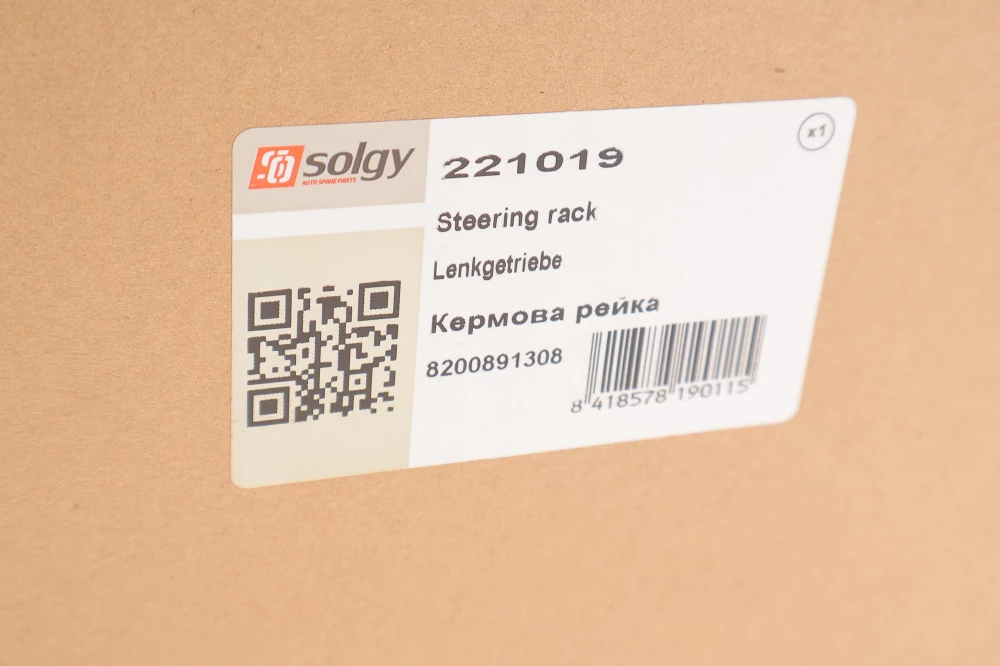 solgy
AUTO SPARE PARTS
221019
x1
Steering rack
Lenkgetriebe
Кермова рейка
8200891308
8 418578 190115